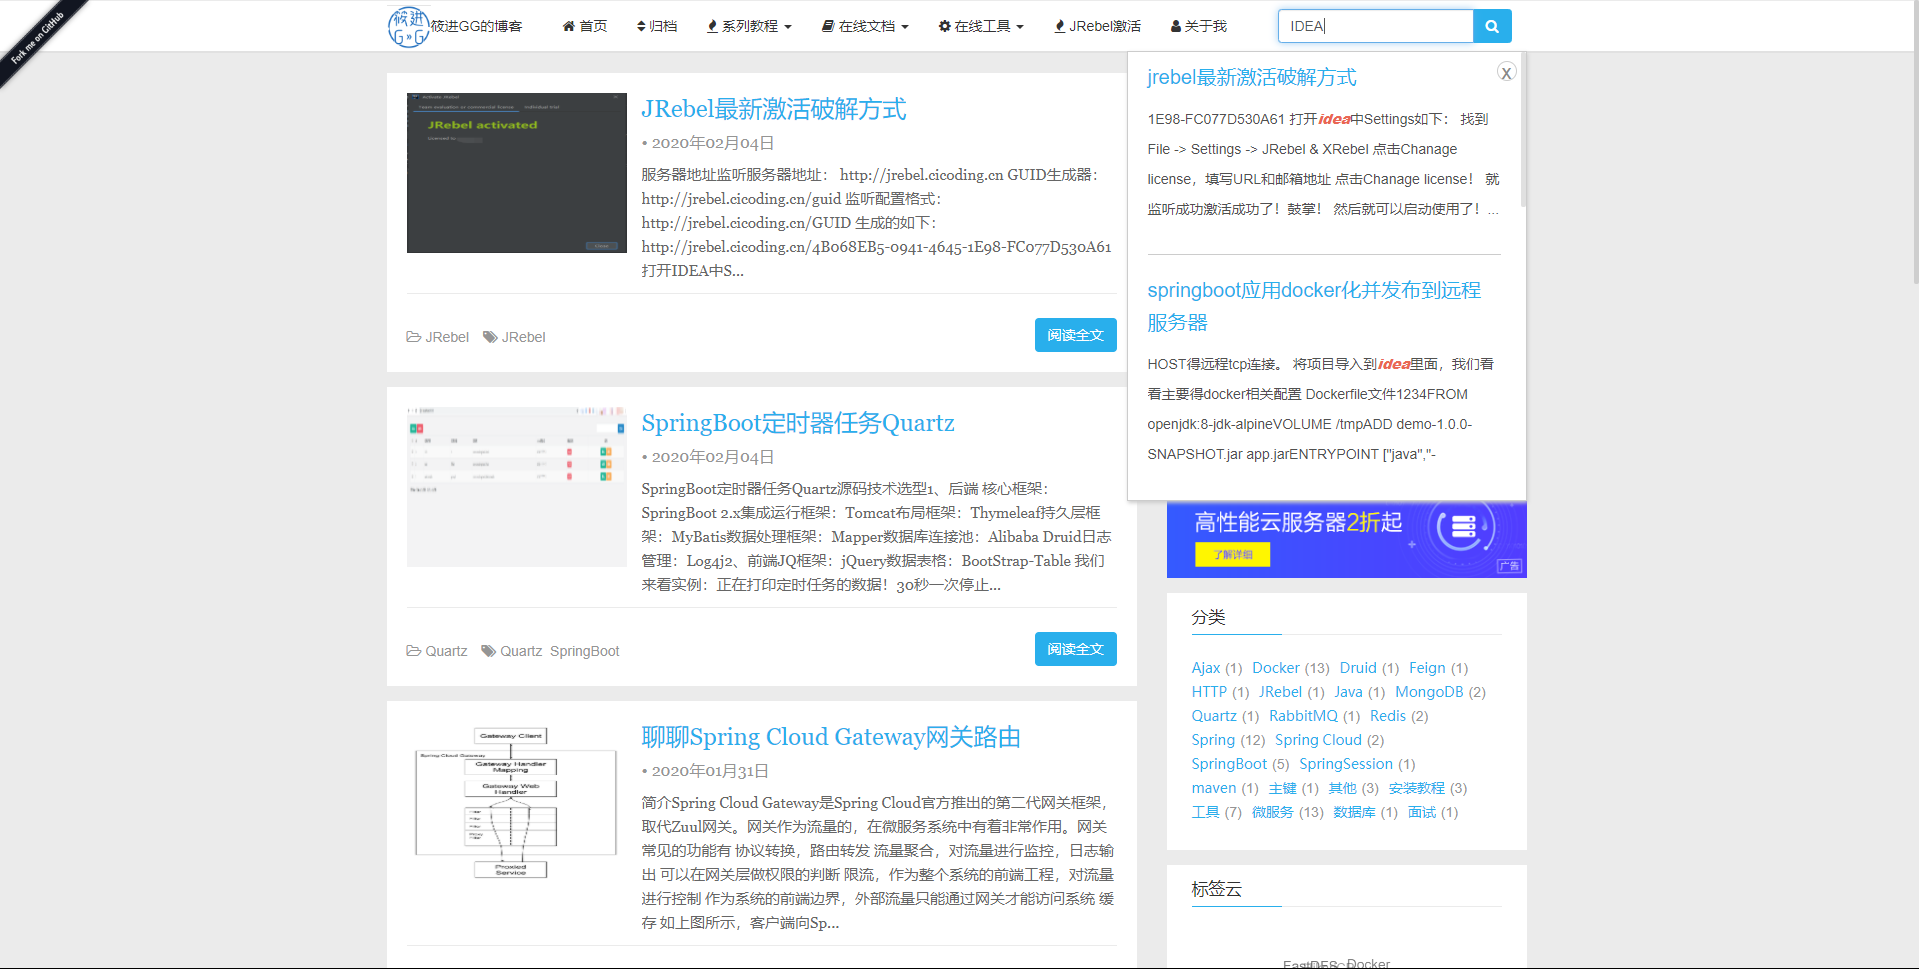 Fork me on GitHub
筱进GG的博客 首页 归档 系列教程 在线文档 在线工具 JRebel激活 关于我 IDEA
JRebel activated
JRebel最新激活破解方式
• 2020年02月04日
服务器地址监听服务器地址： http://jrebel.cicoding.cn GUID生成器：
http://jrebel.cicoding.cn/guid 监听配置格式：
http://jrebel.cicoding.cn/GUID 生成的如下：
http://jrebel.cicoding.cn/4B068EB5-0941-4645-1E98-FC077D530A61
打开IDEA中S...
JRebel JRebel
阅读全文
SpringBoot定时器任务Quartz
• 2020年02月04日
SpringBoot定时器任务Quartz源码技术选型1、后端 核心框架：
SpringBoot 2.x集成运行框架：Tomcat布局框架：Thymeleaf持久层框
架：MyBatis数据处理框架：Mapper数据库连接池：Alibaba Druid日志
管理：Log4j2、前端JQ框架：jQuery数据表格：BootStrap-Table 我们
来看实例：正在打印定时任务的数据！30秒一次停止...
Quartz Quartz SpringBoot
阅读全文
Gateway Client
Spring Cloud Gateway
Gateway Handler
Mapping
Gateway Web
Handler
Proxied
Service
聊聊Spring Cloud Gateway网关路由
• 2020年01月31日
简介Spring Cloud Gateway是Spring Cloud官方推出的第二代网关框架，
取代Zuul网关。网关作为流量的，在微服务系统中有着非常作用。网关
常见的功能有 协议转换，路由转发 流量聚合，对流量进行监控，日志输
出 可以在网关层做权限的判断 限流，作为整个系统的前端工程，对流量
进行控制 作为系统的前端边界，外部流量只能通过网关才能访问系统 缓
存 如上图所示，客户端向Sp...
X
jrebel最新激活破解方式
1E98-FC077D530A61 打开idea中Settings如下： 找到
File -> Settings -> JRebel & XRebel 点击Chanage
license，填写URL和邮箱地址 点击Chanage license！ 就
监听成功激活成功了！鼓掌！ 然后就可以启动使用了！...
springboot应用docker化并发布到远程
服务器
HOST得远程tcp连接。 将项目导入到idea里面，我们看
看主要得docker相关配置 Dockerfile文件1234FROM
openjdk:8-jdk-alpineVOLUME /tmpADD demo-1.0.0-
SNAPSHOT.jar app.jarENTRYPOINT ["java","-
高性能云服务器2折起
了解详细
广告
分类
Ajax (1) Docker (13) Druid (1) Feign (1)
HTTP (1) JRebel (1) Java (1) MongoDB (2)
Quartz (1) RabbitMQ (1) Redis (2)
Spring (12) Spring Cloud (2)
SpringBoot (5) SpringSession (1)
maven (1) 主键 (1) 其他 (3) 安装教程 (3)
工具 (7) 微服务 (13) 数据库 (1) 面试 (1)
标签云
Docker